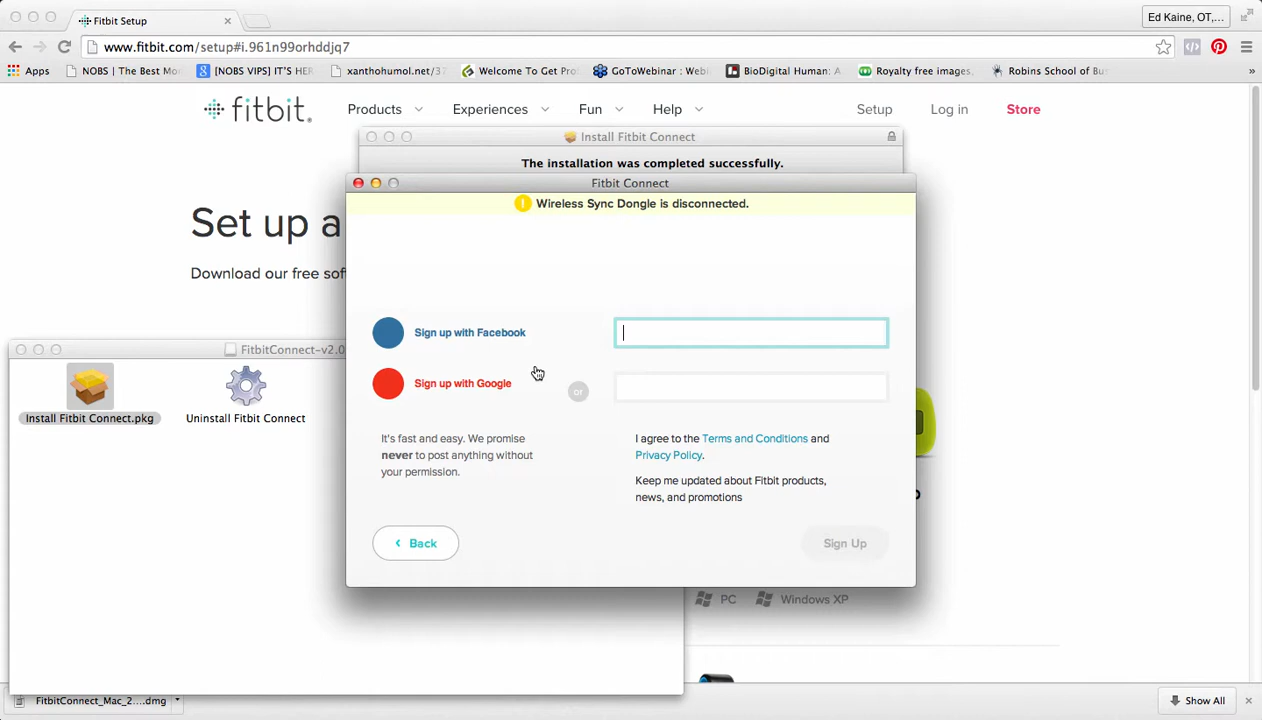 Fitbit Setup
Ed Kaine, OT,...
www.fitbit.com/setup#i.961n99orhddjq7
Apps
NOBS | The Best Mo
[NOBS VIPS] IT'S HER
xanthohumol.net/37
Welcome To Get Pro
GoToWebinar : Webi
BioDigital Human: A
Royalty free images,
Robins School of Bus
»
fitbit.
Products
Experiences
Fun
Help
Setup
Log in
Store
Install Fitbit Connect
The installation was completed successfully.
Fitbit Connect
Wireless Sync Dongle is disconnected.
Set up a
Download our free sof
Sign up with Facebook
Sign up with Google
or
FitbitConnect-v2.0
Install Fitbit Connect.pkg
Uninstall Fitbit Connect
It's fast and easy. We promise
never to post anything without
your permission.
I agree to the Terms and Conditions and
Privacy Policy.
Keep me updated about Fitbit products,
news, and promotions
Back
Sign Up
PC
Windows XP
FitbitConnect_Mac_2....dmg
Show All